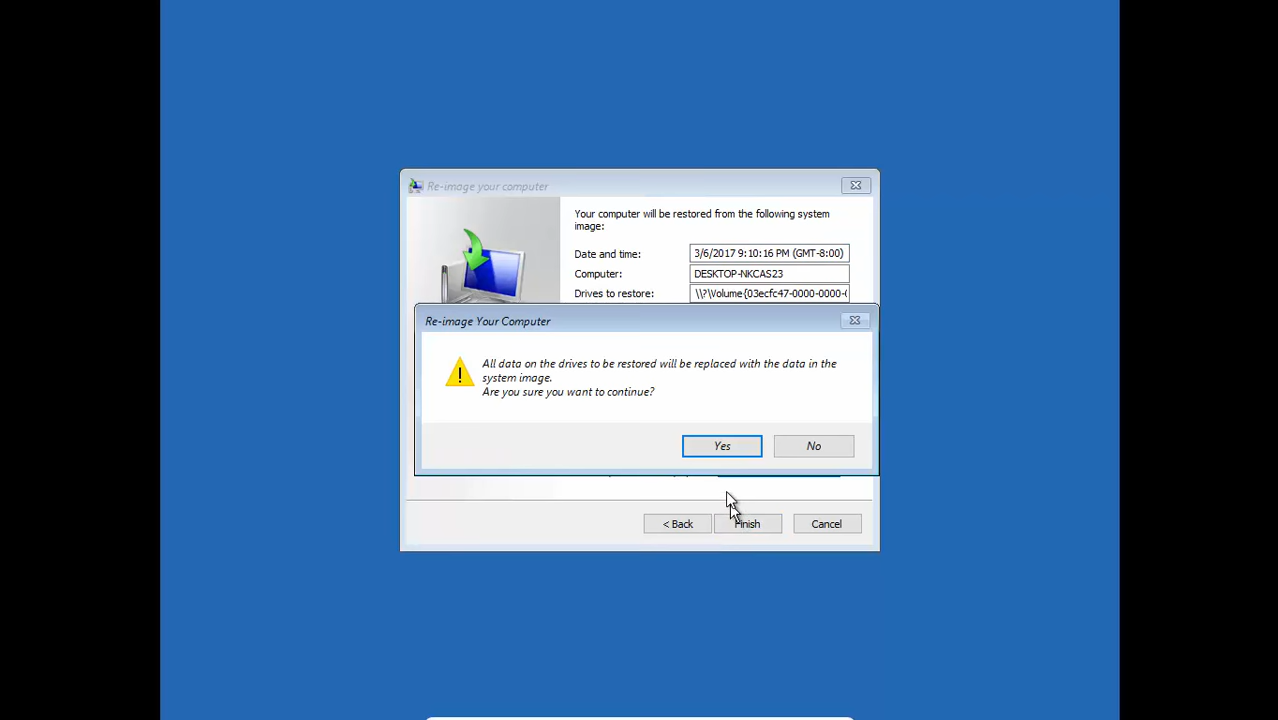 Re-image your computer
Your computer will be restored from the following system
image:
Date and time: 3/6/2017 9:10:16 PM (GMT-8:00)
Computer: DESKTOP-NKCAS23
Drives to restore: \\?\Volume{03ecfc47-0000-0000-
Re-image Your Computer
All data on the drives to be restored will be replaced with the data in the
system image.
Are you sure you want to continue?
Yes No
< Back Finish Cancel